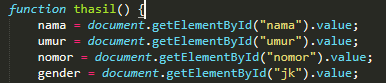 function thasil() {
nama = document.getElementById("nama").value;
umur = document.getElementById("umur").value;
nomor = document.getElementById("nomor").value;
gender = document.getElementById("jk").value;